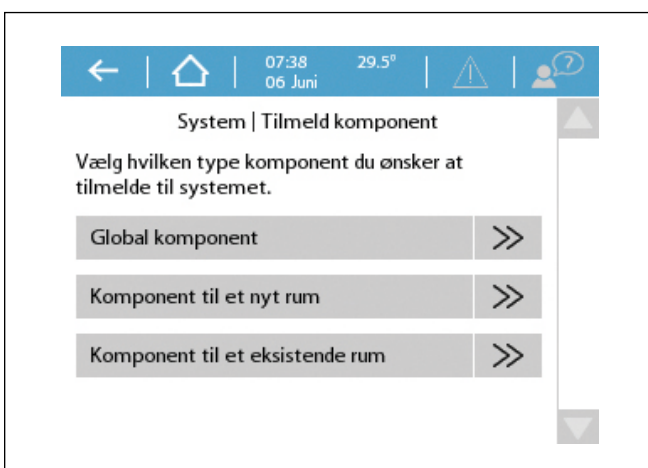 07:38 29.5°
06 Juni
?
System | Tilmeld komponent
Vælg hvilken type komponent du ønsker at
tilmelde til systemet.
Global komponent
Komponent til et nyt rum
Komponent til et eksistende rum